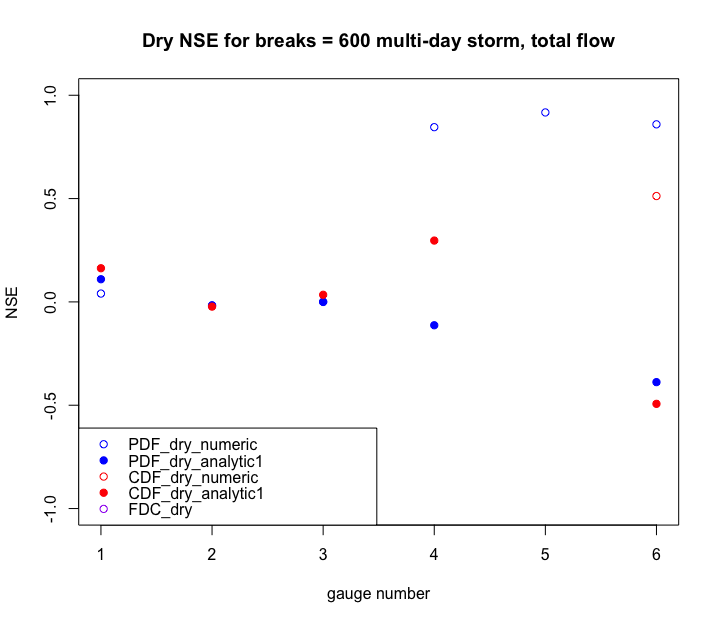 Dry NSE for breaks = 600 multi-day storm, total flow
NSE
1.0
0.5
0.0
-0.5
-1.0
PDF_dry_numeric
PDF_dry_analytic1
CDF_dry_numeric
CDF_dry_analytic1
FDC_dry
1 2 3 4 5 6
gauge number